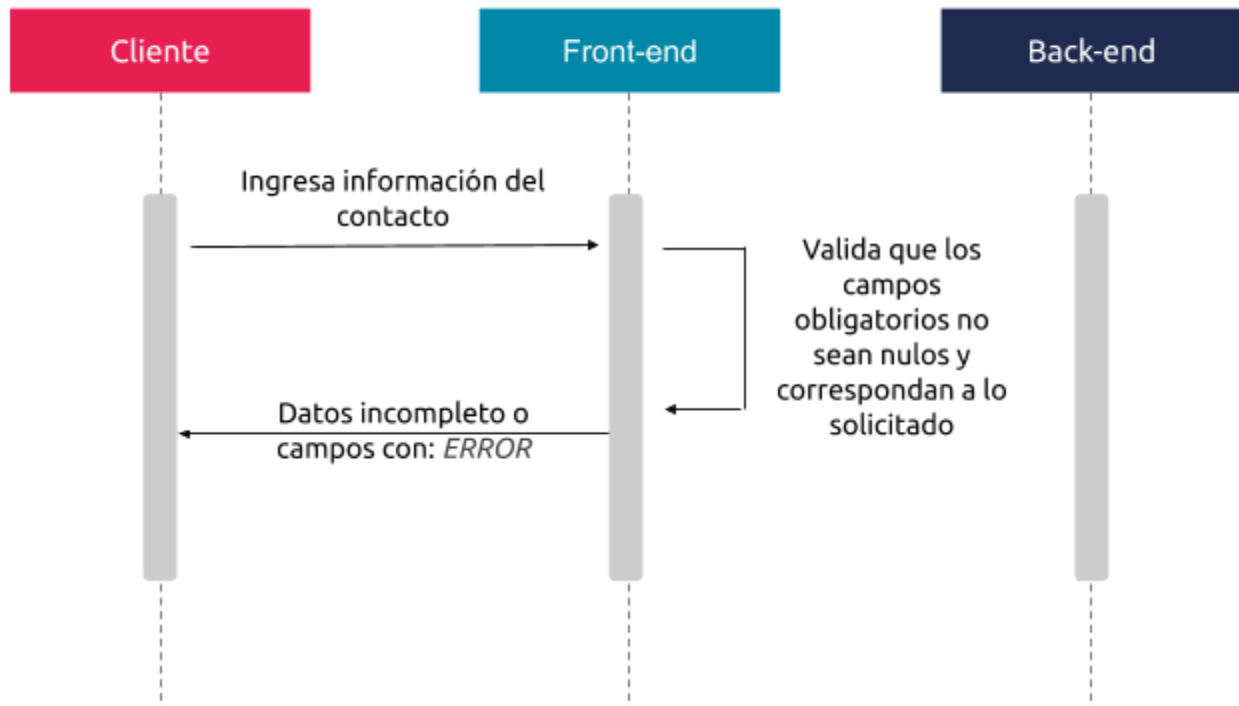 Cliente
Front-end
Back-end
Ingresa información del
contacto
Valida que los
campos
obligatorios no
sean nulos y
correspondan a lo
solicitado
Datos incompleto o
campos con: ERROR